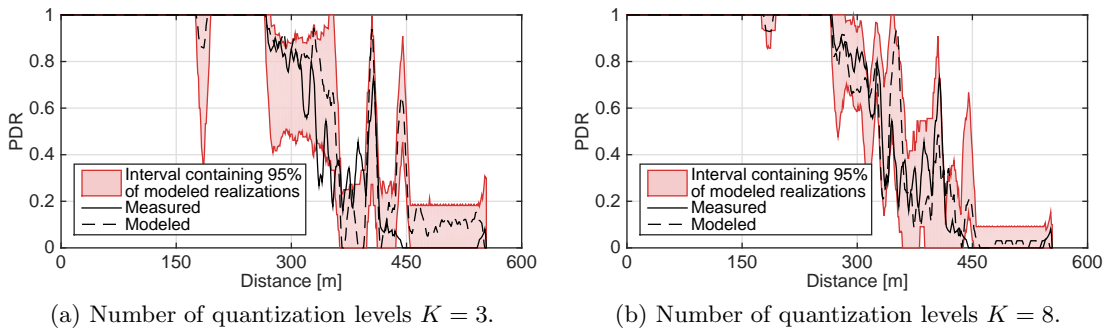 1
0.8
0.6
0.4
0.2
0
PDR
Interval containing 95%
of modeled realizations
Measured
Modeled
0 150 300 450 600
Distance [m]
(a) Number of quantization levels K = 3.
1
0.8
0.6
0.4
0.2
0
PDR
Interval containing 95%
of modeled realizations
Measured
Modeled
0 150 300 450 600
Distance [m]
(b) Number of quantization levels K = 8.